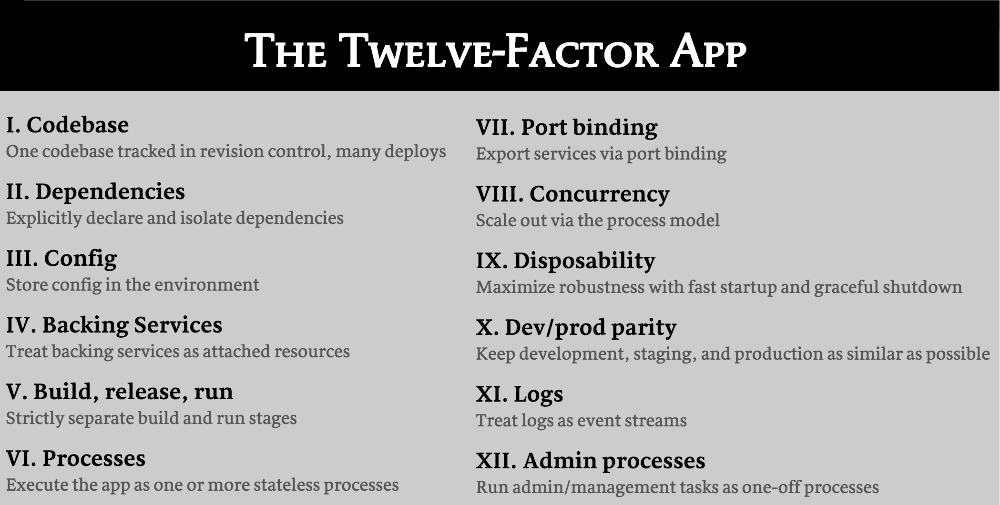 The Twelve-Factor App
I. Codebase
One codebase tracked in revision control, many deploys
II. Dependencies
Explicitly declare and isolate dependencies
III. Config
Store config in the environment
IV. Backing Services
Treat backing services as attached resources
V. Build, release, run
Strictly separate build and run stages
VI. Processes
Execute the app as one or more stateless processes
VII. Port binding
Export services via port binding
VIII. Concurrency
Scale out via the process model
IX. Disposability
Maximize robustness with fast startup and graceful shutdown
X. Dev/prod parity
Keep development, staging, and production as similar as possible
XI. Logs
Treat logs as event streams
XII. Admin processes
Run admin/management tasks as one-off processes